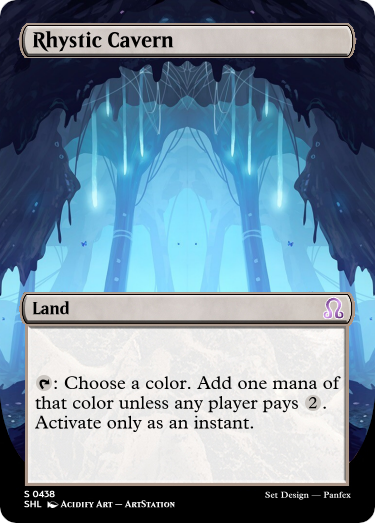 Rhystic Cavern
Land
: Choose a color. Add one mana of
that color unless any player pays 2.
Activate only as an instant.
S 0438
SHL Acidify Art — ArtStation
Set Design — Panfex